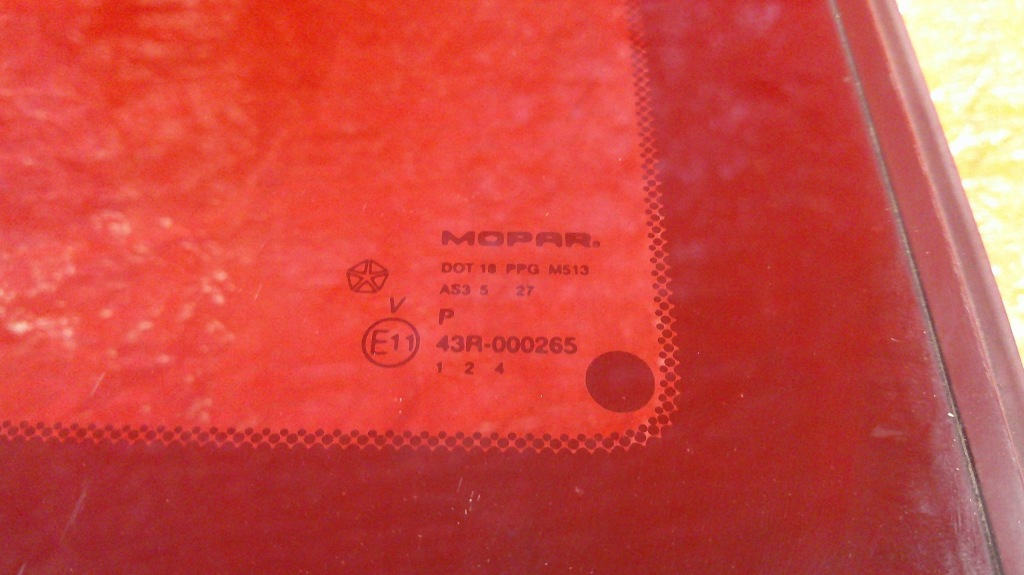 MOPAR®
DOT 18 PPG M513
AS3 5 27
V
P
E11
43R-000265
1 2 4